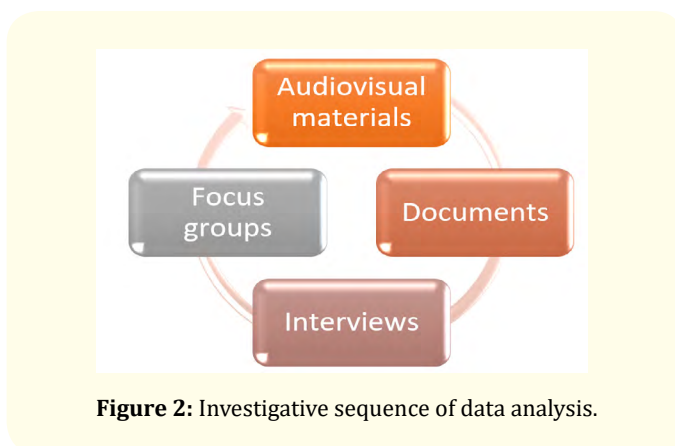 Audiovisual
materials
Focus
groups
Documents
Interviews
Figure 2: Investigative sequence of data analysis.